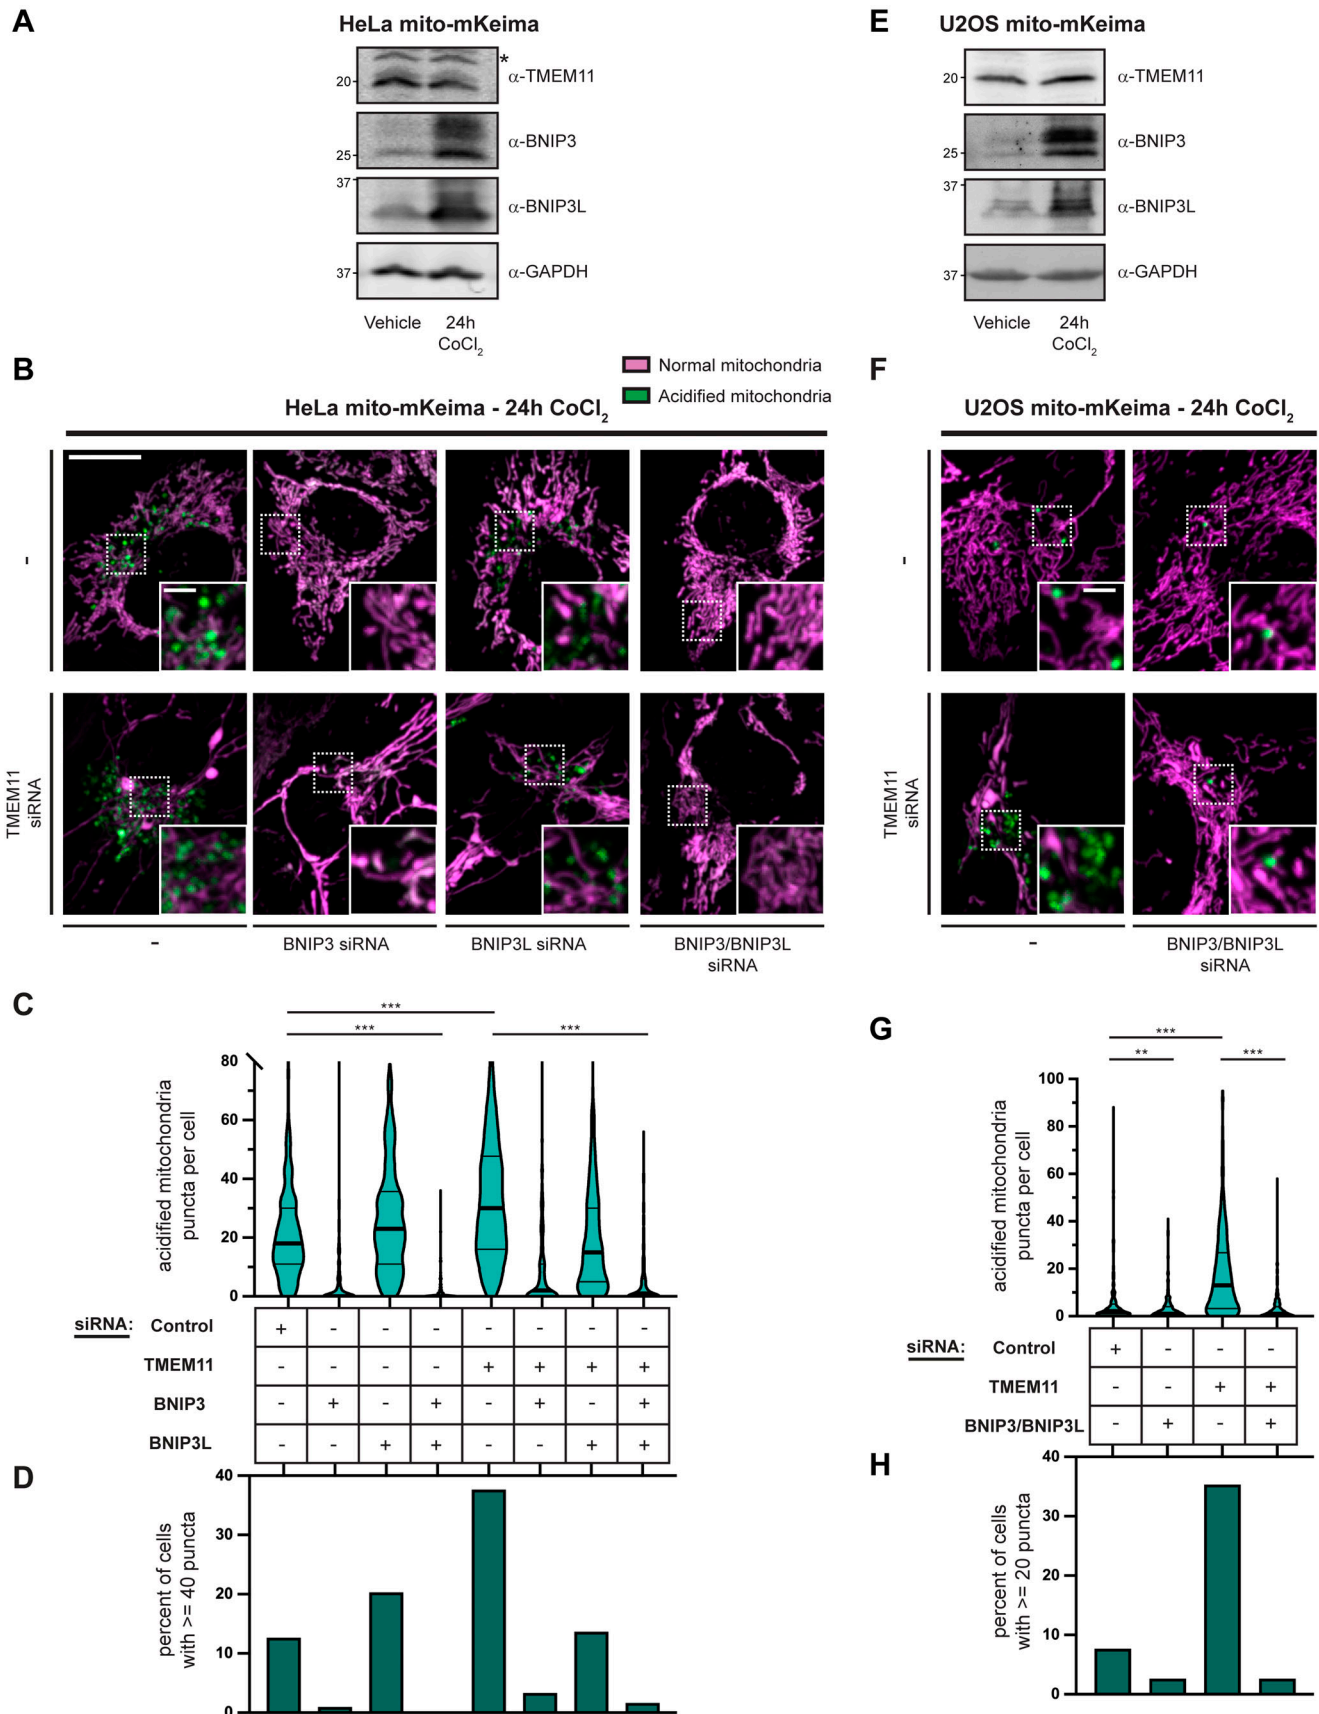 A
HeLa mito-mKeima
*
20
α-TMEM11
25
α-BNIP3
37
α-BNIP3L
37
α-GAPDH
Vehicle
24h
CoCl2
E
U2OS mito-mKeima
20
α-TMEM11
25
α-BNIP3
37
α-BNIP3L
37
α-GAPDH
Vehicle
24h
CoCl2
B
Normal mitochondria
Acidified mitochondria
HeLa mito-mKeima - 24h CoCl2
-
TMEM11
siRNA
-
BNIP3 siRNA
BNIP3L siRNA
BNIP3/BNIP3L
siRNA
F
U2OS mito-mKeima - 24h CoCl2
-
TMEM11
siRNA
-
BNIP3/BNIP3L
siRNA
C
***
***
***
acidified mitochondria
puncta per cell
80
60
40
20
0
siRNA:
Control + - - - - - - -
TMEM11 - - - - + + + +
BNIP3 - + - + - + - +
BNIP3L - - + + - - + +
D
percent of cells
with >= 40 puncta
40
30
20
10
0
G
***
**
***
acidified mitochondria
puncta per cell
100
80
60
40
20
0
siRNA:
Control + - - -
TMEM11 - - + +
BNIP3/BNIP3L - + - +
H
percent of cells
with >= 20 puncta
40
30
20
10
0